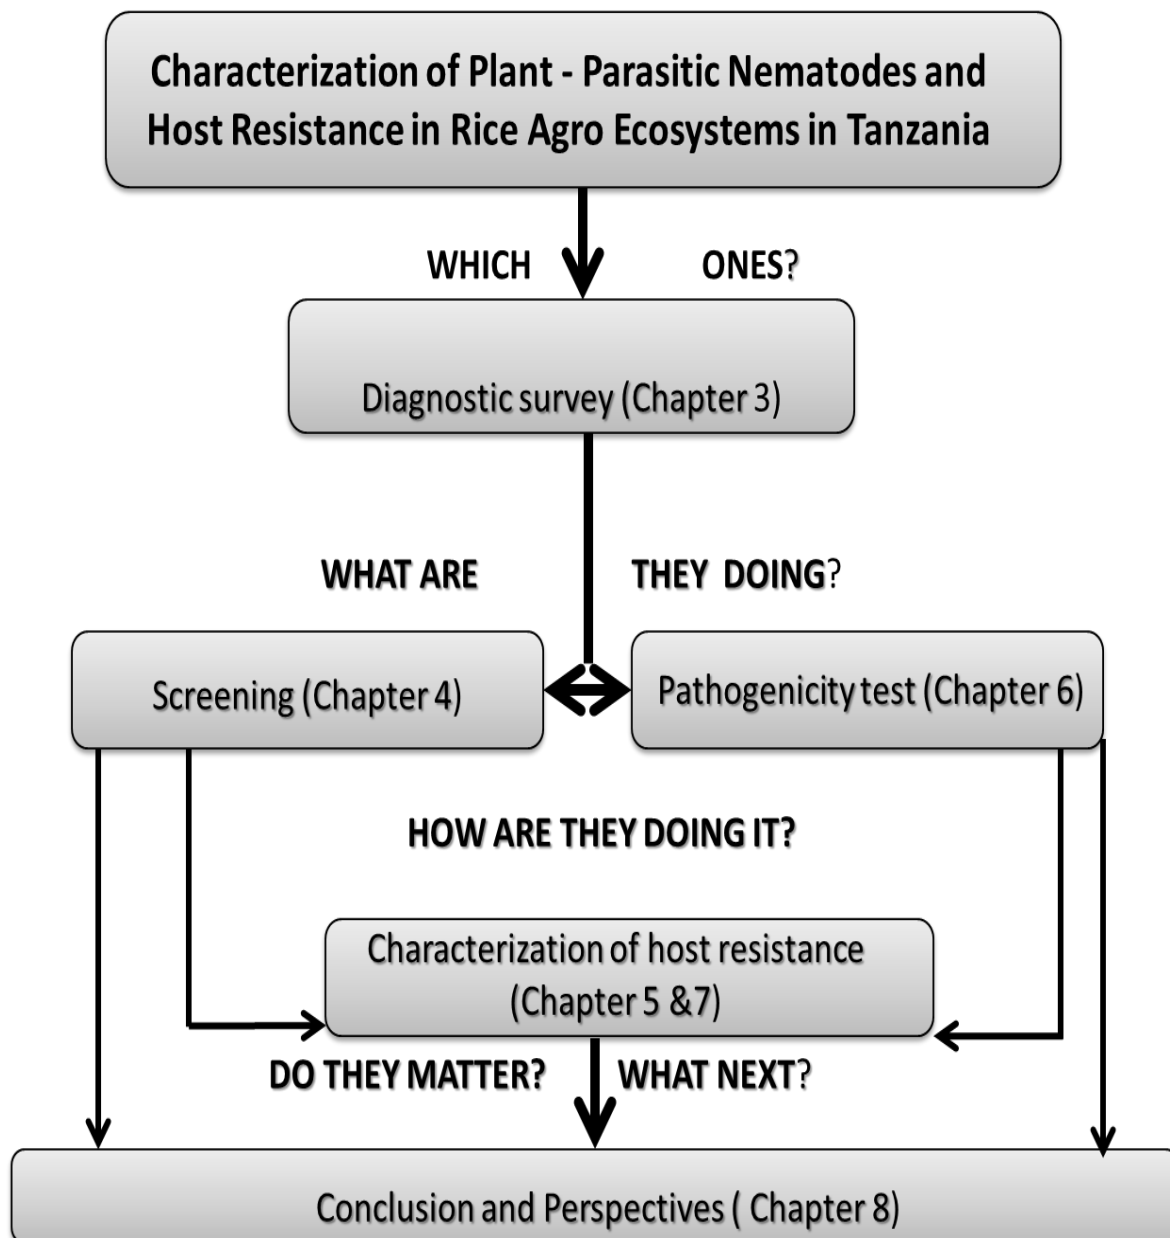 Characterization of Plant - Parasitic Nematodes and
Host Resistance in Rice Agro Ecosystems in Tanzania
WHICH ONES?
Diagnostic survey (Chapter 3)
WHAT ARE THEY DOING?
Screening (Chapter 4)
Pathogenicity test (Chapter 6)
HOW ARE THEY DOING IT?
Characterization of host resistance
(Chapter 5 &7)
DO THEY MATTER? WHAT NEXT?
Conclusion and Perspectives ( Chapter 8)